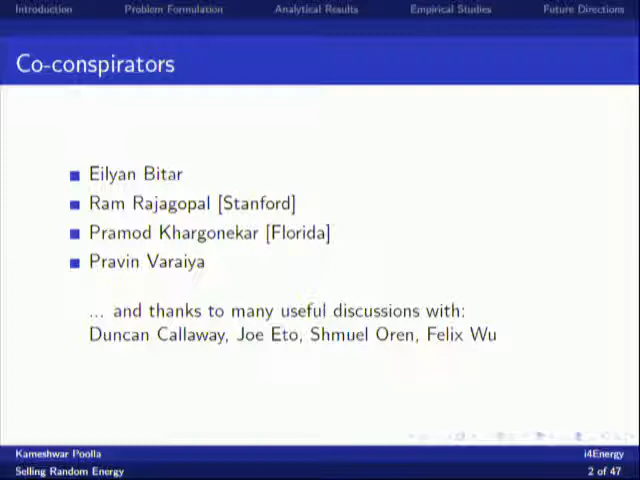 Introduction Problem Formulation Analytical Results Empirical Studies Future Directions
Co-conspirators
Eilyan Bitar
Ram Rajagopal [Stanford]
Pramod Khargonekar [Florida]
Pravin Varaiya
... and thanks to many useful discussions with:
Duncan Callaway, Joe Eto, Shmuel Oren, Felix Wu
Kameshwar Poolla i4Energy
Selling Random Energy 2 of 47